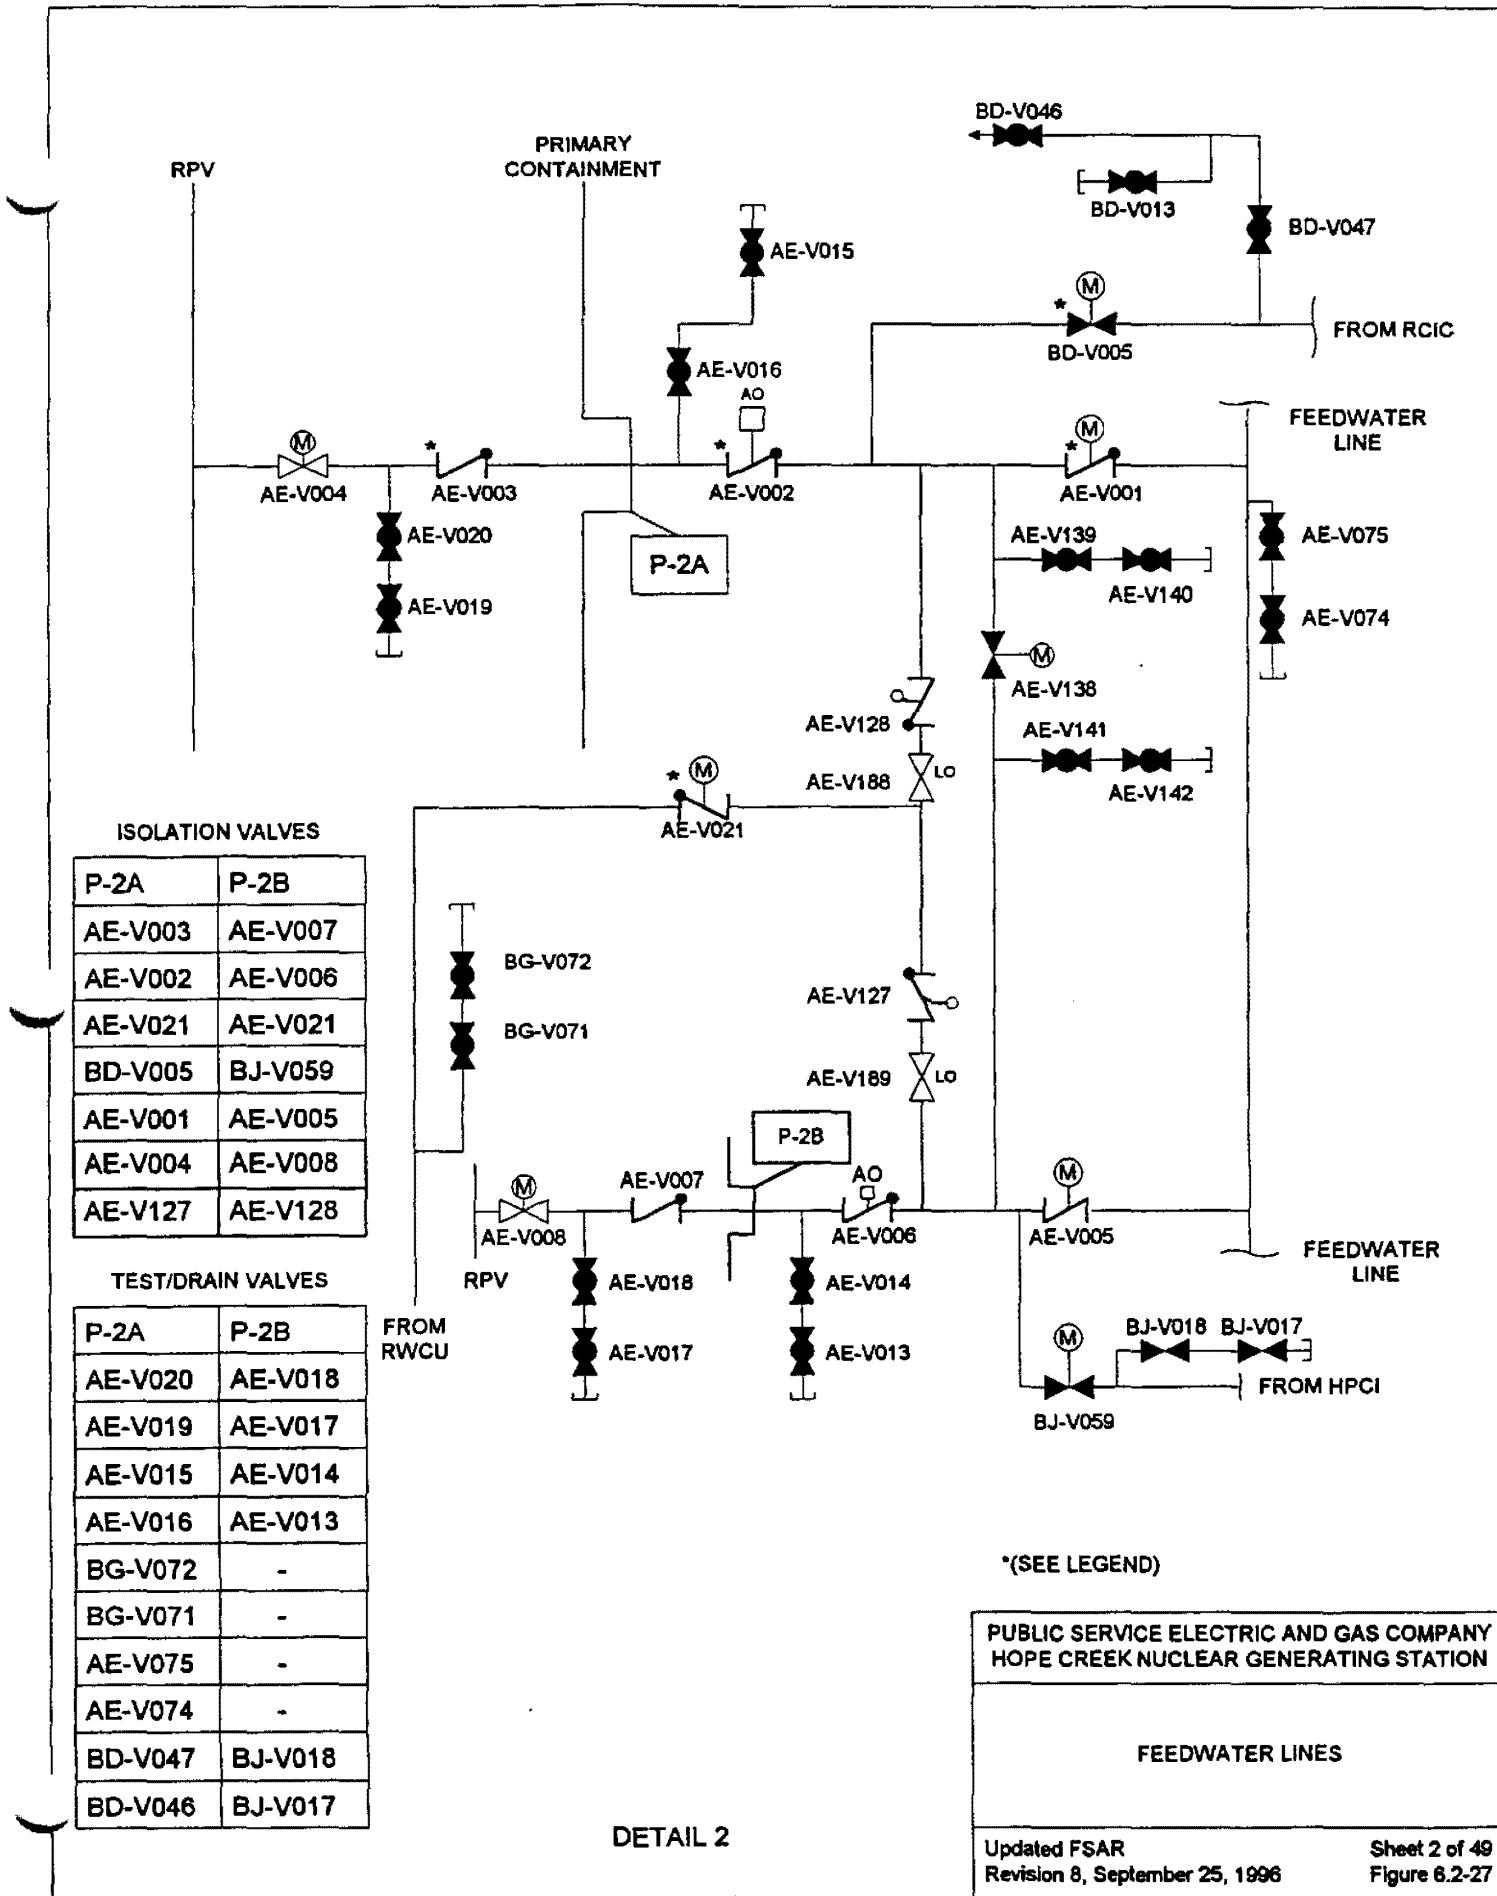 BD-V046
PRIMARY
CONTAINMENT
RPV
BD-V013
BD-V047
AE-V015
M
*
FROM RCIC
BD-V005
AE-V016
AO
FEEDWATER
LINE
M
*
AE-V004
M
*
AE-V003
*
AE-V002
AE-V001
AE-V020
AE-V139
AE-V075
P-2A
AE-V140
AE-V019
AE-V074
M
AE-V138
AE-V128
AE-V141
AE-V188
LO
AE-V142
* M
AE-V021
ISOLATION VALVES
P-2A P-2B
AE-V003 AE-V007
AE-V002 AE-V006
AE-V021 AE-V021
BD-V005 BJ-V059
AE-V001 AE-V005
AE-V004 AE-V008
AE-V127 AE-V128
BG-V072
BG-V071
AE-V127
AE-V189
LO
P-2B
AE-V007
M
AE-V008
AO
AE-V006
M
AE-V005
RPV
AE-V018
AE-V014
FEEDWATER
LINE
FROM
RWCU
AE-V017
AE-V013
M
BJ-V018 BJ-V017
FROM HPCI
BJ-V059
TEST/DRAIN VALVES
P-2A P-2B
AE-V020 AE-V018
AE-V019 AE-V017
AE-V015 AE-V014
AE-V016 AE-V013
BG-V072 -
BG-V071 -
AE-V075 -
AE-V074 -
BD-V047 BJ-V018
BD-V046 BJ-V017
*(SEE LEGEND)
PUBLIC SERVICE ELECTRIC AND GAS COMPANY
HOPE CREEK NUCLEAR GENERATING STATION
FEEDWATER LINES
DETAIL 2
Updated FSAR Sheet 2 of 49
Revision 8, September 25, 1996 Figure 6.2-27